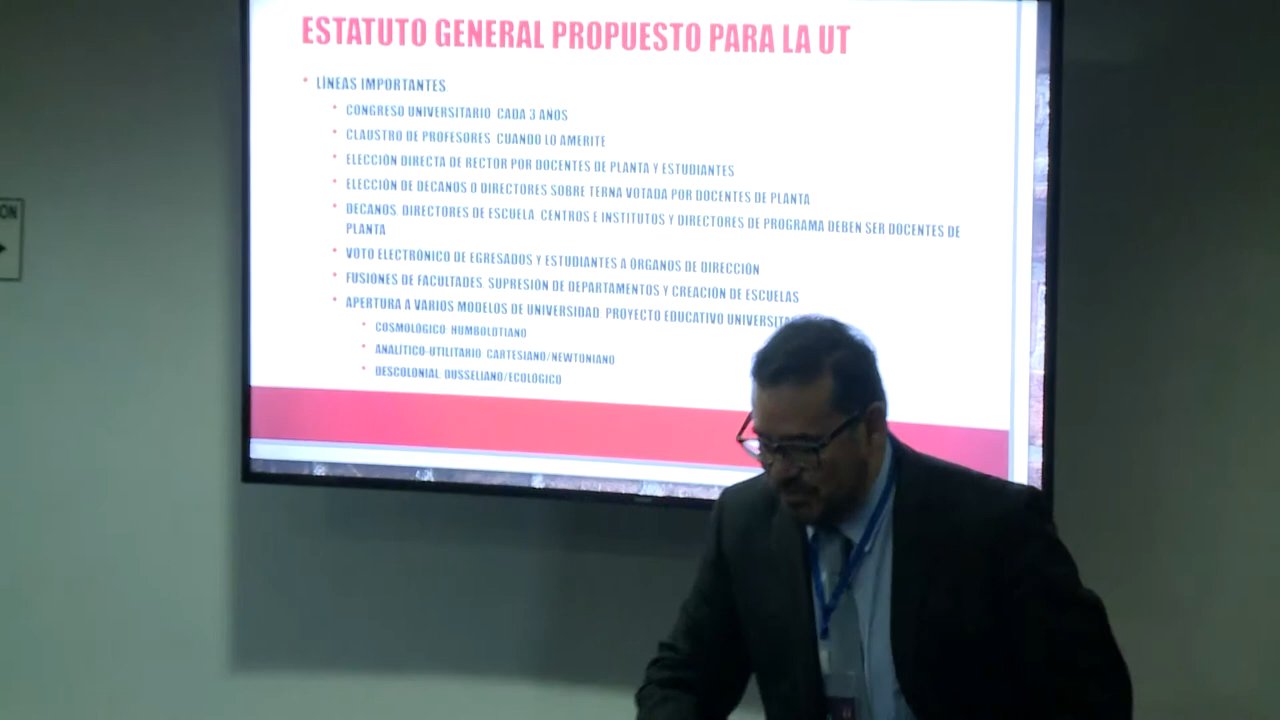 ESTATUTO GENERAL PROPUESTO PARA LA UT
• LÍNEAS IMPORTANTES
• CONGRESO UNIVERSITARIO: CADA 3 AÑOS
• CLAUSTRO DE PROFESORES: CUANDO LO AMERITE
• ELECCIÓN DIRECTA DE RECTOR POR DOCENTES DE PLANTA Y ESTUDIANTES
• ELECCIÓN DE DECANOS O DIRECTORES SOBRE TERNA VOTADA POR DOCENTES DE PLANTA
• DECANOS, DIRECTORES DE ESCUELA, CENTROS E INSTITUTOS Y DIRECTORES DE PROGRAMA DEBEN SER DOCENTES DE
PLANTA
• VOTO ELECTRÓNICO DE EGRESADOS Y ESTUDIANTES A ÓRGANOS DE DIRECCIÓN
• FUSIONES DE FACULTADES, SUPRESIÓN DE DEPARTAMENTOS Y CREACIÓN DE ESCUELAS
• APERTURA A VARIOS MODELOS DE UNIVERSIDAD: PROYECTO EDUCATIVO
• COSMOLÓGICO: HUMBOLDTIANO
• ANALÍTICO-UTILITARIO: CARTESIANO/NEWTONIANO
• DESCOLONIAL: DUSSELIANO/ECOLÓGICO